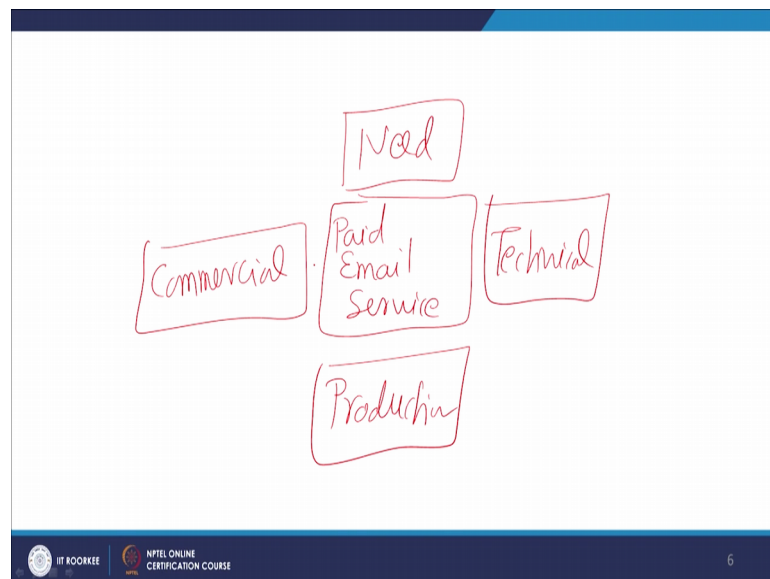 Need
Commercial
Paid
Email
Service
Technical
Production
IIT ROORKEE
NPTEL ONLINE
CERTIFICATION COURSE
6